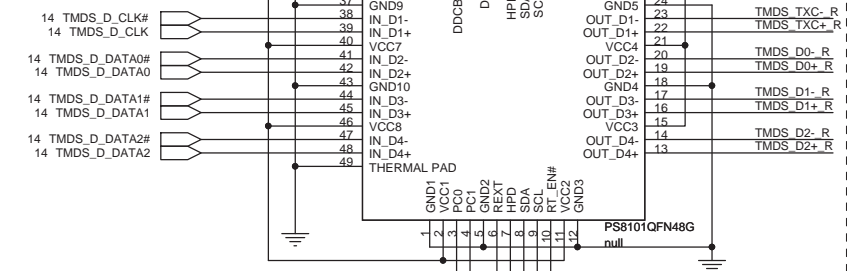 37 GND9 GND5 24
14 TMDS_D_CLK# 38 IN_D1- OUT_D1- 23 TMDS_TXC-_R
14 TMDS_D_CLK 39 IN_D1+ OUT_D1+ 22 TMDS_TXC+_R
40 VCC7 VCC4 21
14 TMDS_D_DATA0# 41 IN_D2- OUT_D2- 20 TMDS_D0-_R
14 TMDS_D_DATA0 42 IN_D2+ OUT_D2+ 19 TMDS_D0+_R
43 GND10 GND4 18
14 TMDS_D_DATA1# 44 IN_D3- OUT_D3- 17 TMDS_D1-_R
14 TMDS_D_DATA1 45 IN_D3+ OUT_D3+ 16 TMDS_D1+_R
46 VCC8 VCC3 15
14 TMDS_D_DATA2# 47 IN_D4- OUT_D4- 14 TMDS_D2-_R
14 TMDS_D_DATA2 48 IN_D4+ OUT_D4+ 13 TMDS_D2+_R
49 THERMAL PAD
GND1 VCC1 PC0 PC1 GND2 REXT HPD SDA SCL RT_EN# VCC2 GND3
1 2 3 4 5 6 7 8 9 10 11 12
PS8101QFN48G
null